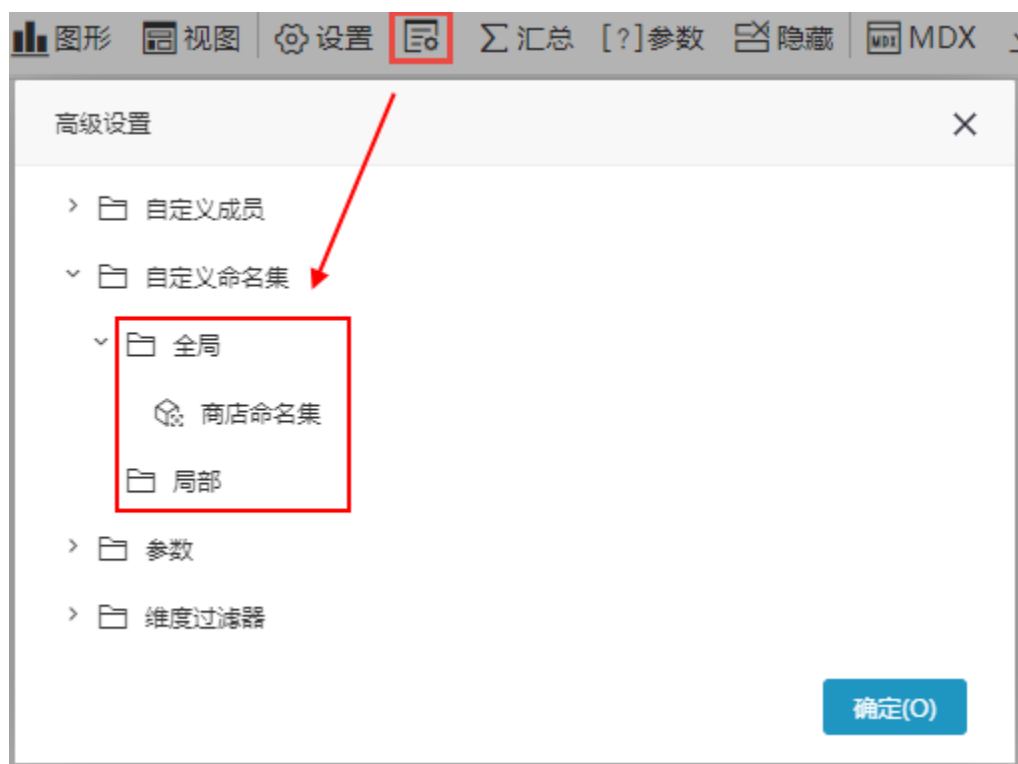 图形 视图 设置 汇总 [?]参数 隐藏 MDX MDX
高级设置
自定义成员
自定义命名集
全局
商店命名集
局部
参数
维度过滤器
确定(O)